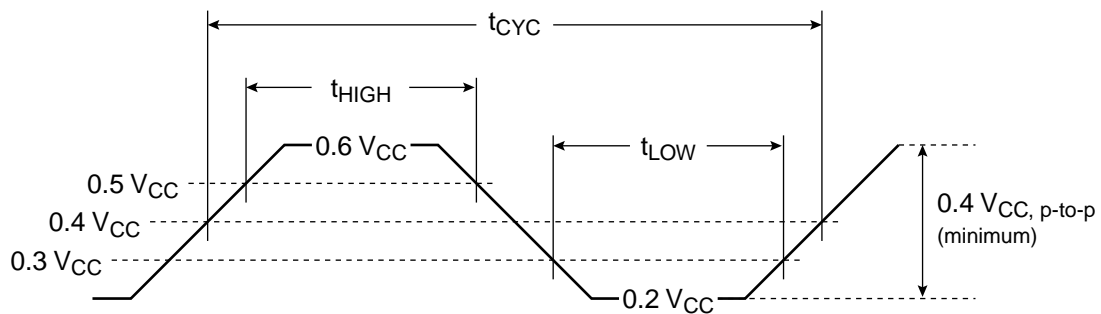 tCYC
tHIGH
0.6 VCC
tLOW
0.5 VCC
0.4 VCC
0.4 VCC, p-to-p
(minimum)
0.3 VCC
0.2 VCC